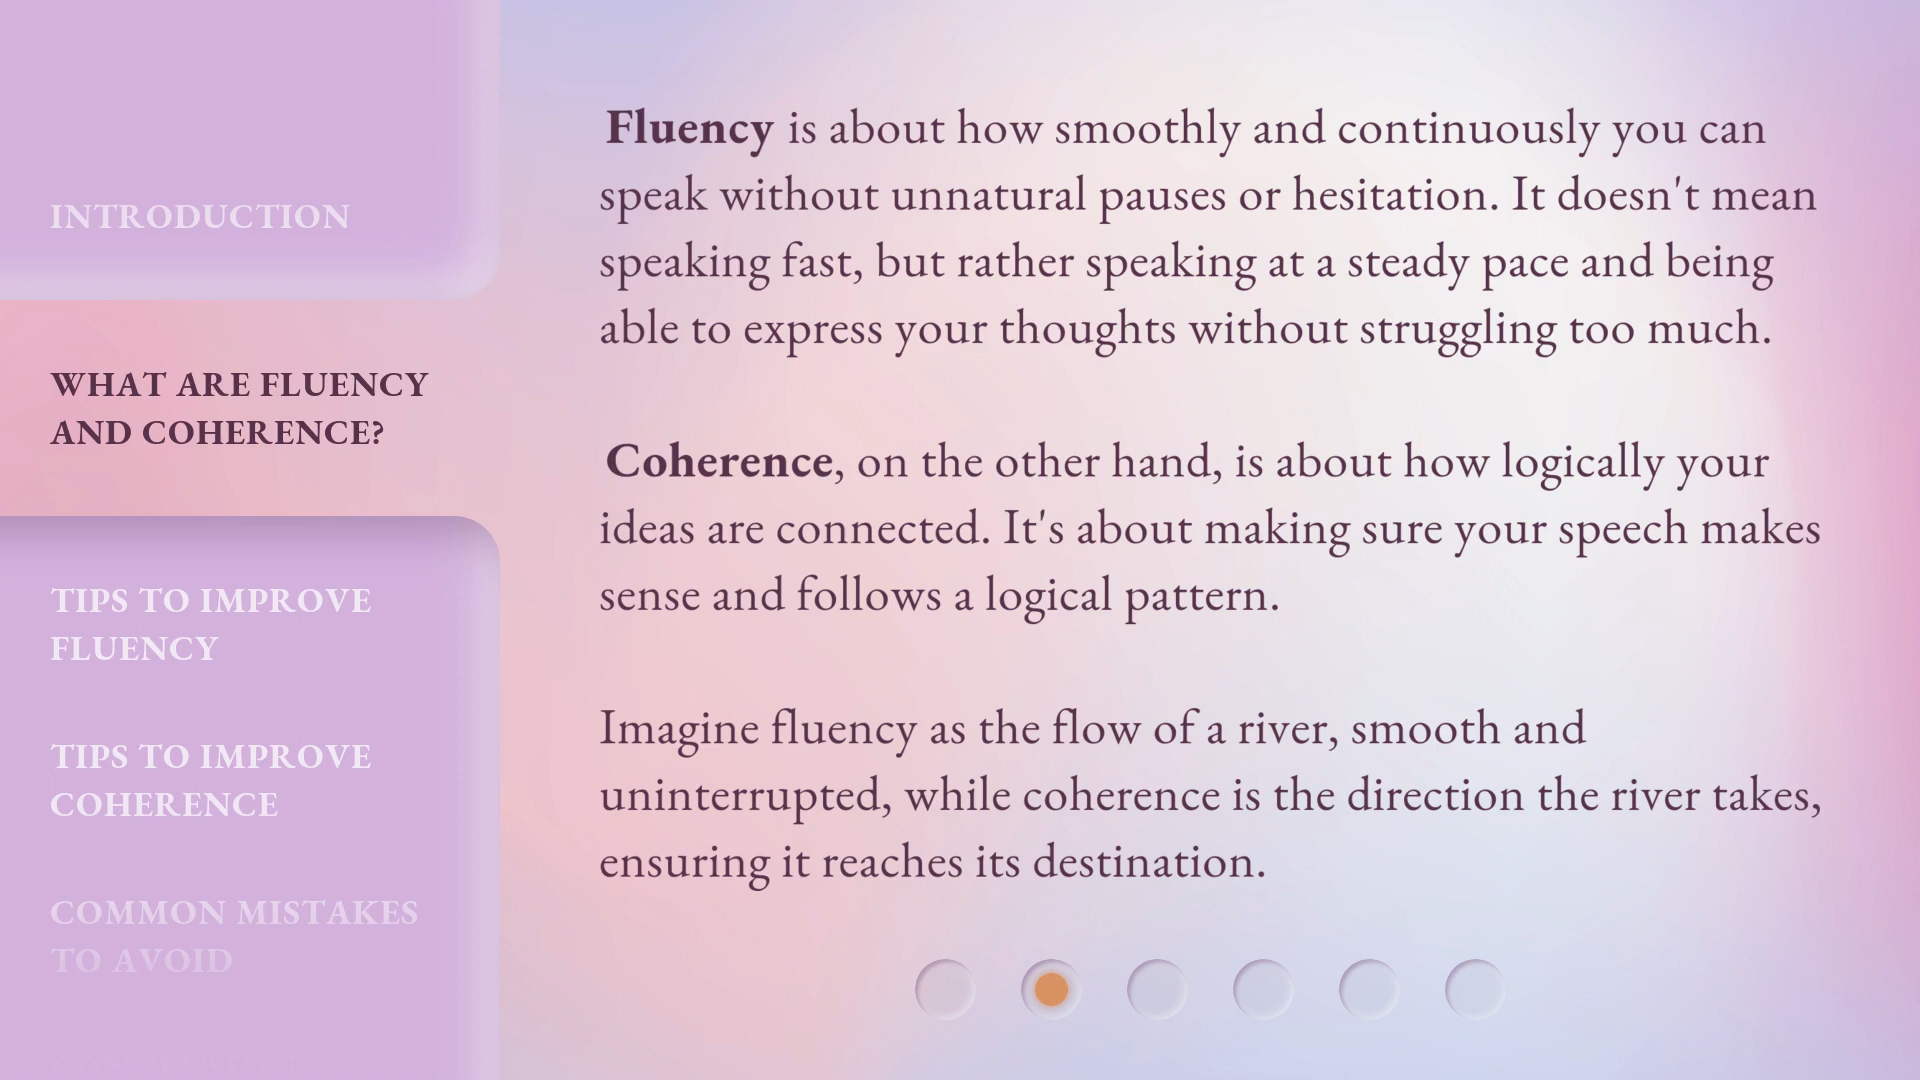 INTRODUCTION
WHAT ARE FLUENCY
AND COHERENCE?
TIPS TO IMPROVE
FLUENCY
TIPS TO IMPROVE
COHERENCE
COMMON MISTAKES
TO AVOID
CONCLUSION
Fluency is about how smoothly and continuously you can
speak without unnatural pauses or hesitation. It doesn't mean
speaking fast, but rather speaking at a steady pace and being
able to express your thoughts without struggling too much.
Coherence, on the other hand, is about how logically your
ideas are connected. It's about making sure your speech makes
sense and follows a logical pattern.
Imagine fluency as the flow of a river, smooth and
uninterrupted, while coherence is the direction the river takes,
ensuring it reaches its destination.